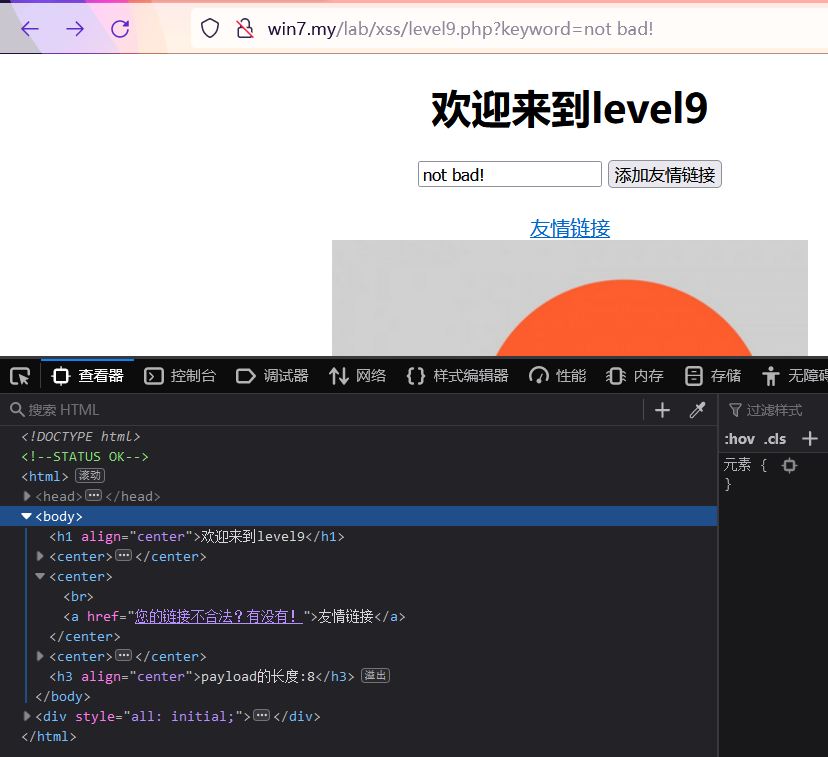 win7.my/lab/xss/level9.php?keyword=not bad!
欢迎来到level9
not bad! 添加友情链接
友情链接
查看器 控制台 调试器 网络 样式编辑器 性能 内存 存储 无障碍
搜索 HTML 过滤样式
:hov .cls
<!DOCTYPE html>
<!--STATUS OK-->
<html> 滚动
<head>⋯</head>
<body>
<h1 align="center">欢迎来到level9</h1>
<center>⋯</center>
<center>
<br>
<a href="您的链接不合法？有没有！">友情链接</a>
</center>
<center>⋯</center>
<h3 align="center">payload的长度:8</h3> 溢出
</body>
<div style="all: initial;">⋯</div>
</html>
元素 {
}